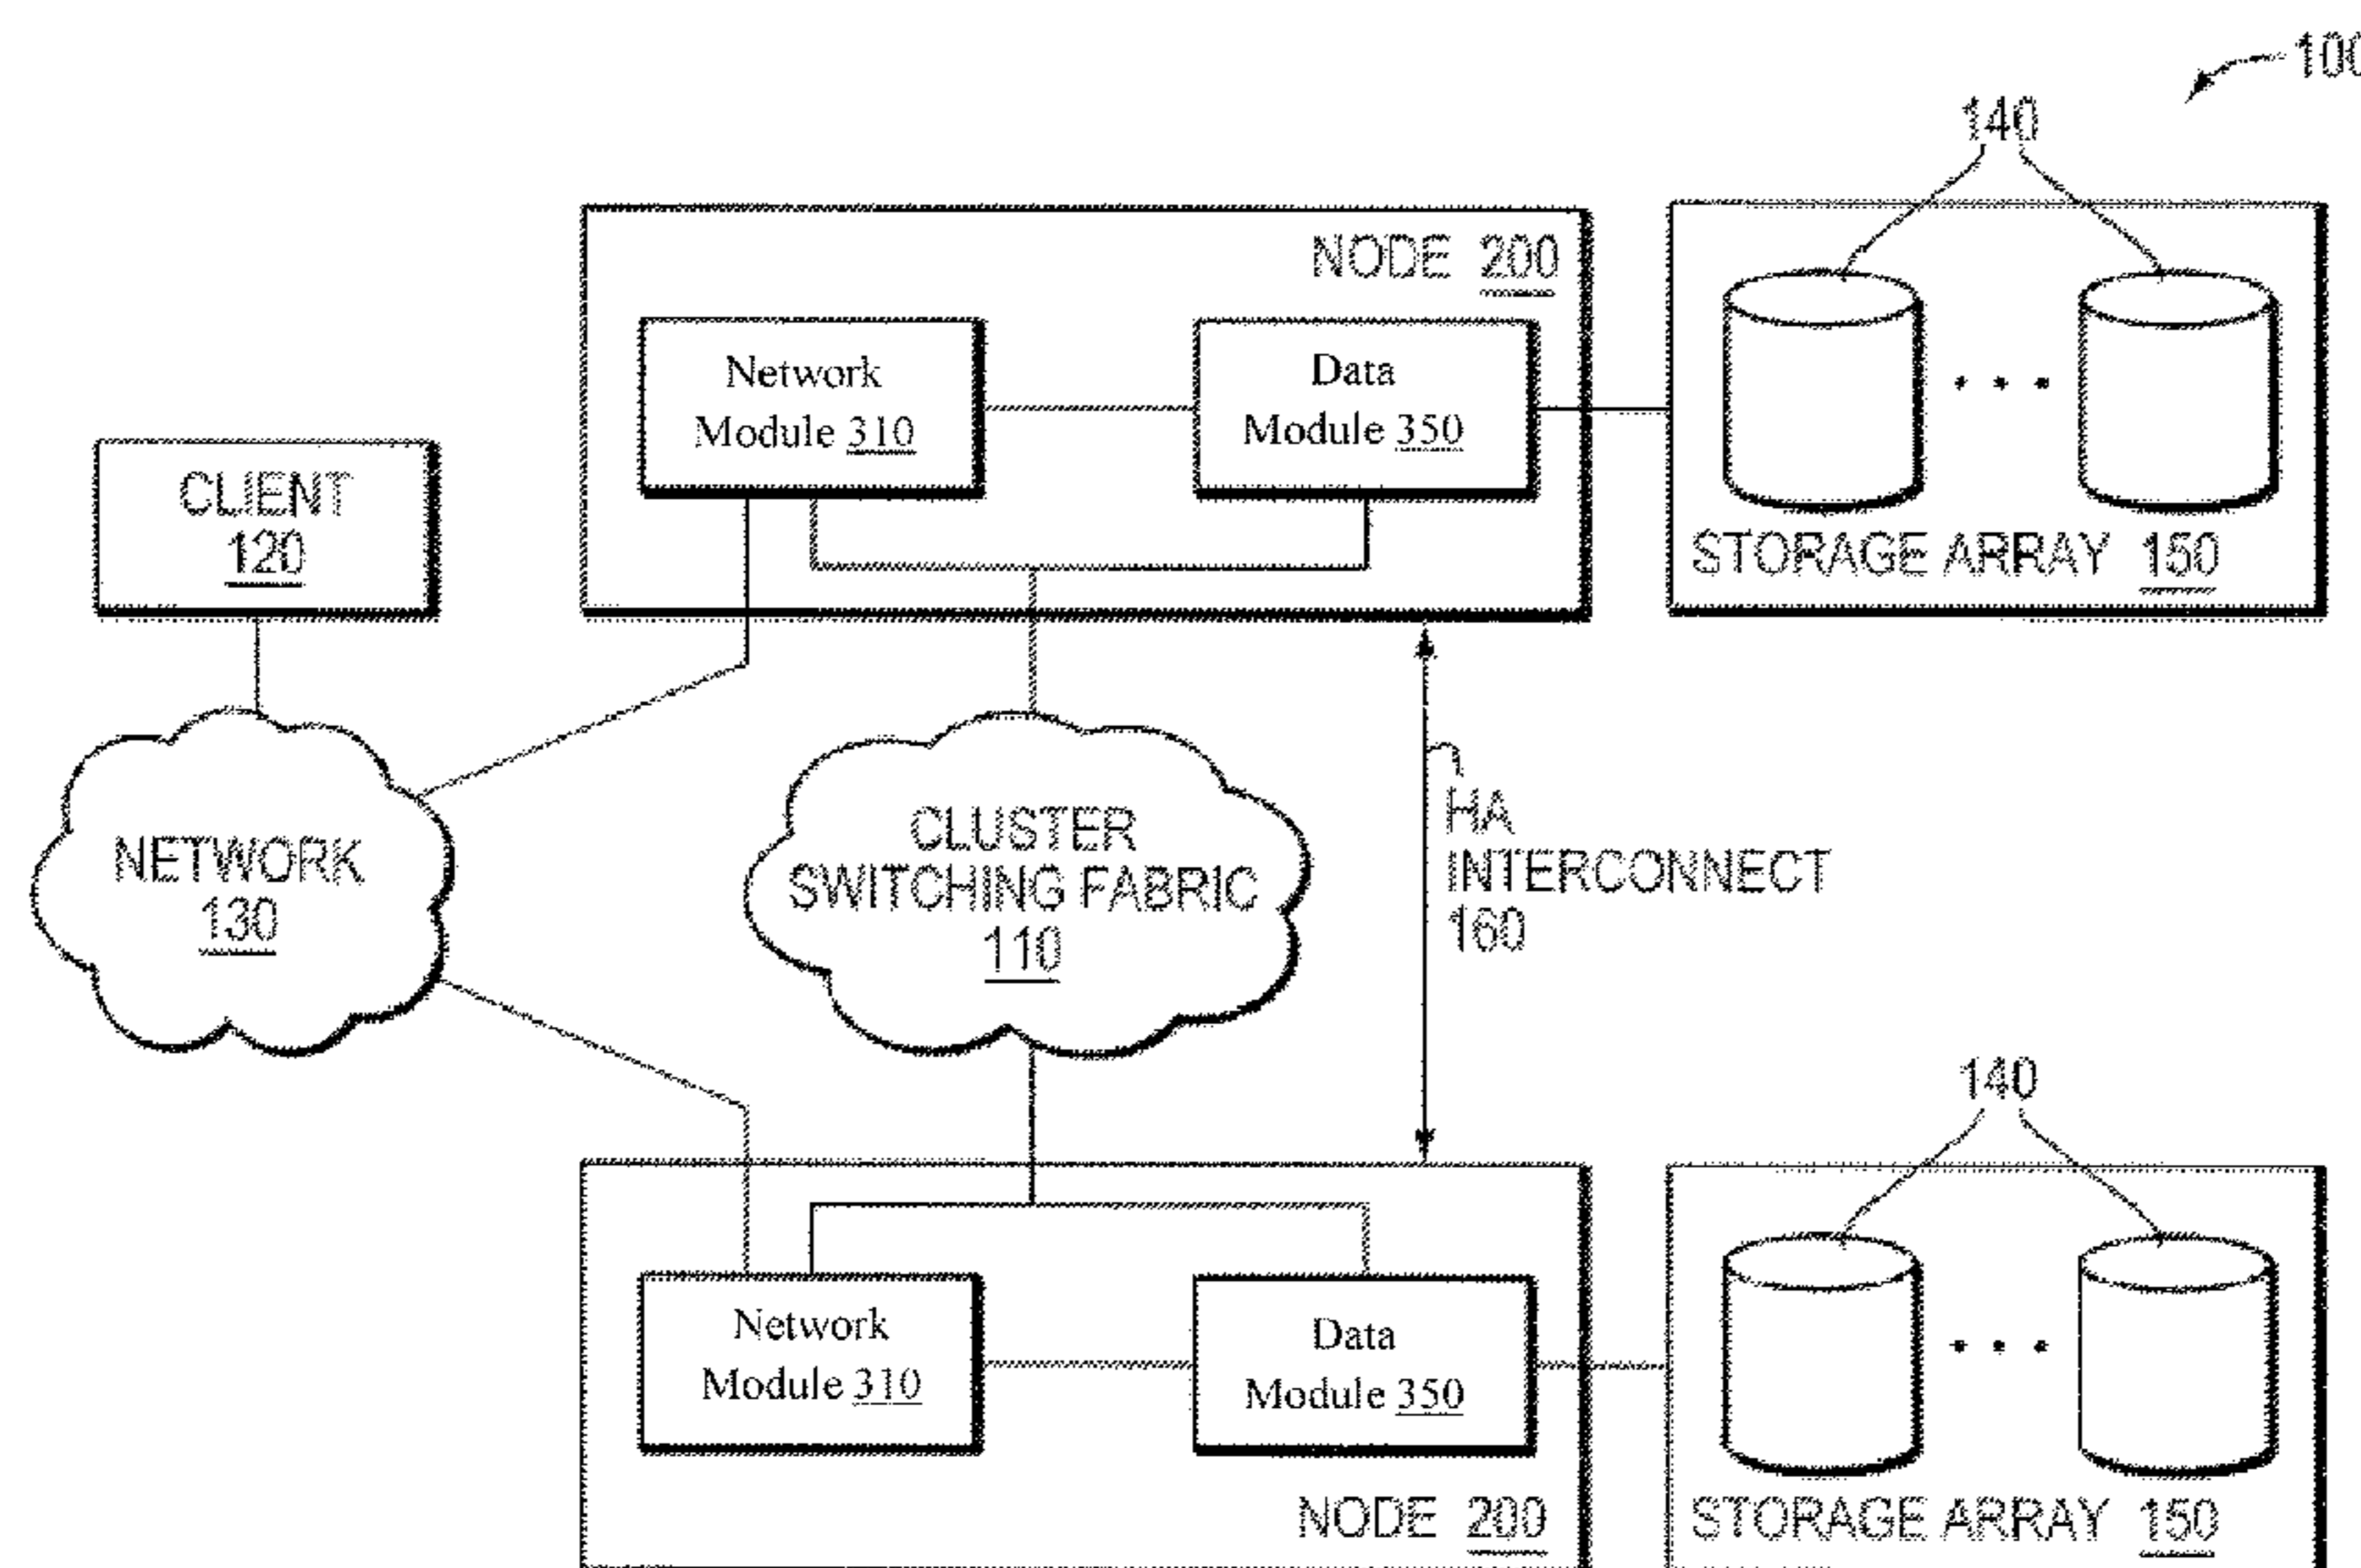 100
140
NODE 200
Network
Module 310
Data
Module 350
STORAGE ARRAY 150
CLIENT
120
NETWORK
130
CLUSTER
SWITCHING FABRIC
110
HA
INTERCONNECT
160
140
Network
Module 310
Data
Module 350
NODE 200
STORAGE ARRAY 150